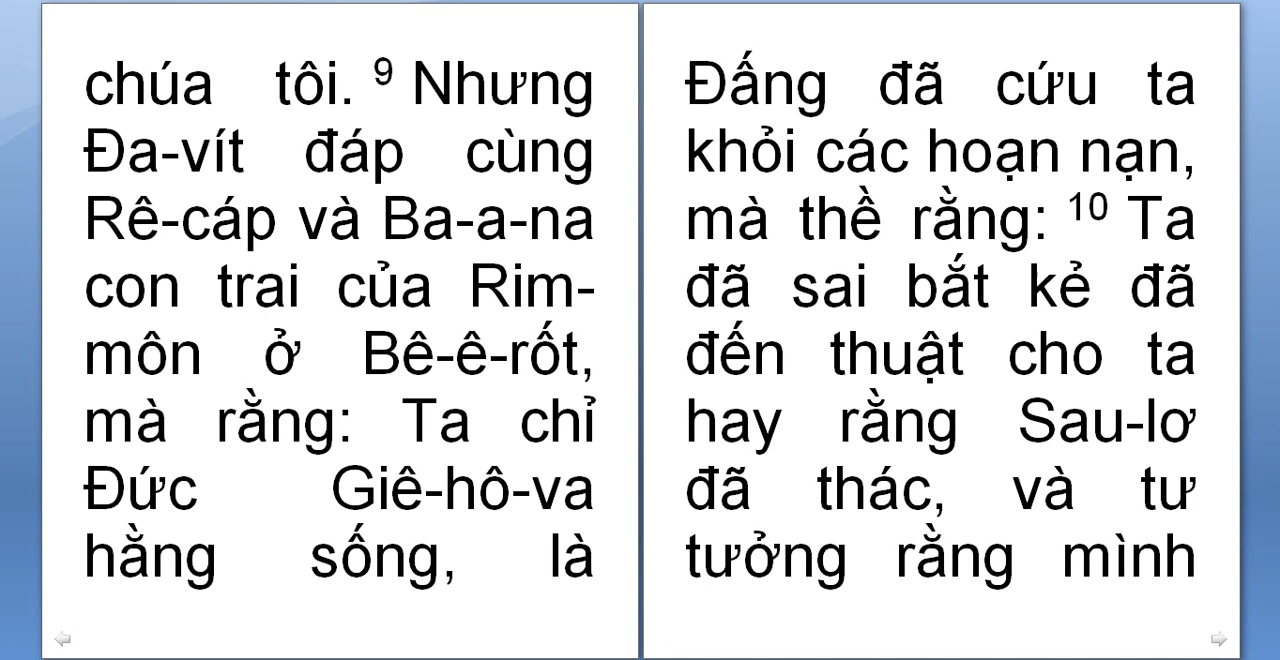 chúa tôi. 9 Nhưng
Đa-vít đáp cùng
Rê-cáp và Ba-a-na
con trai của Rim-
môn ở Bê-ê-rốt,
mà rằng: Ta chỉ
Đức Giê-hô-va
hằng sống, là
Đấng đã cứu ta
khỏi các hoạn nạn,
mà thề rằng: 10 Ta
đã sai bắt kẻ đã
đến thuật cho ta
hay rằng Sau-lơ
đã thác, và tư
tưởng rằng mình